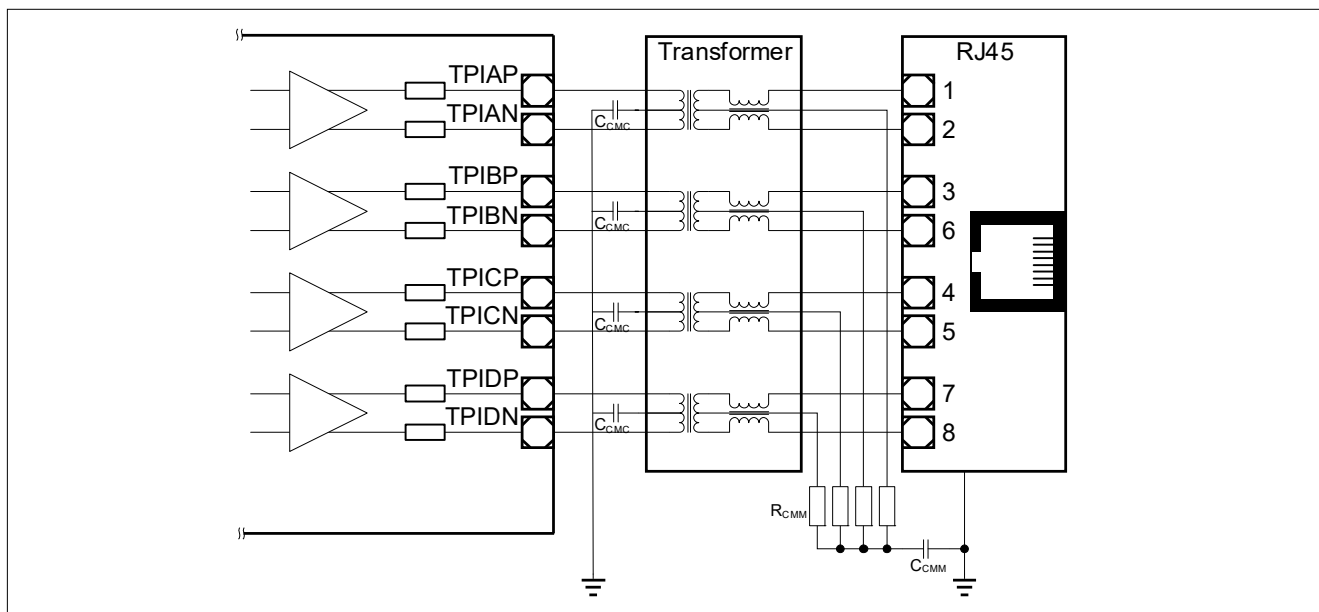 Transformer
RJ45
TPIAP
1
TPIAN
C_CMC
2
TPIBP
3
TPIBN
C_CMC
6
TPICP
4
TPICN
C_CMC
5
TPIDP
7
TPIDN
C_CMC
8
R_CMM
C_CMM